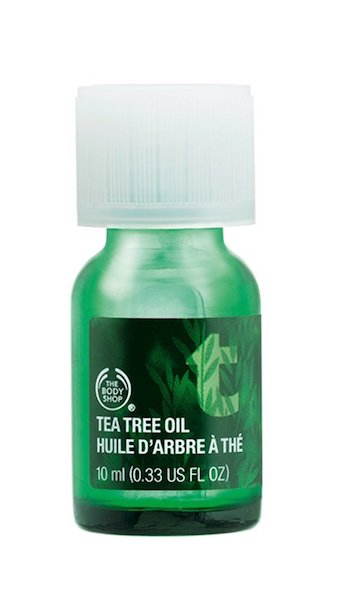 t
THE
BODY
SHOP
®
TEA TREE OIL
HUILE D'ARBRE À THÉ
10 ml (0.33 US FL OZ)